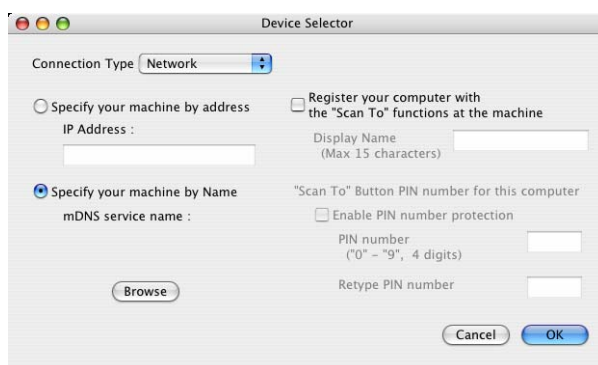 Device Selector
Connection Type Network
Specify your machine by address
IP Address :
Specify your machine by Name
mDNS service name :
Browse
Register your computer with
the "Scan To" functions at the machine
Display Name
(Max 15 characters)
"Scan To" Button PIN number for this computer
Enable PIN number protection
PIN number
("0" – "9", 4 digits)
Retype PIN number
Cancel OK